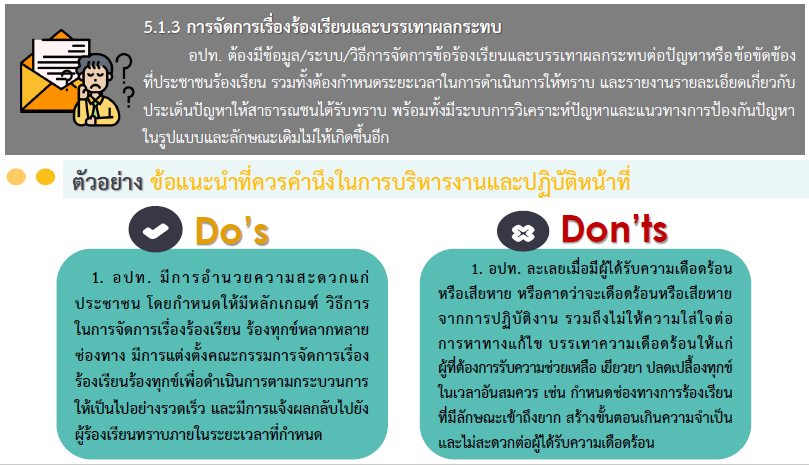 5.1.3 การจัดการเรื่องร้องเรียนและบรรเทาผลกระทบ
อปท. ต้องมีข้อมูล/ระบบ/วิธีการจัดการข้อร้องเรียนและบรรเทาผลกระทบต่อปัญหาหรือข้อขัดข้อง
ที่ประชาชนร้องเรียน รวมทั้งต้องกำหนดระยะเวลาในการดำเนินการให้ทราบ และรายงานรายละเอียดเกี่ยวกับ
ประเด็นปัญหาให้สาธารณชนได้รับทราบ พร้อมทั้งมีระบบการวิเคราะห์ปัญหาและแนวทางการป้องกันปัญหา
ในรูปแบบและลักษณะเดิมไม่ให้เกิดขึ้นอีก
ตัวอย่าง ข้อแนะนำที่ควรคำนึงในการบริหารงานและปฏิบัติหน้าที่
Do's
1. อปท. มีการอำนวยความสะดวกแก่
ประชาชน โดยกำหนดให้มีหลักเกณฑ์ วิธีการ
ในการจัดการเรื่องร้องเรียน ร้องทุกข์หลากหลาย
ช่องทาง มีการแต่งตั้งคณะกรรมการจัดการเรื่อง
ร้องเรียนร้องทุกข์เพื่อดำเนินการตามกระบวนการ
ให้เป็นไปอย่างรวดเร็ว และมีการแจ้งผลกลับไปยัง
ผู้ร้องเรียนทราบภายในระยะเวลาที่กำหนด
Don'ts
1. อปท. ละเลยเมื่อมีผู้ได้รับความเดือดร้อน
หรือเสียหาย หรือคาดว่าจะเดือดร้อนหรือเสียหาย
จากการปฏิบัติงาน รวมถึงไม่ให้ความใส่ใจต่อ
การหาทางแก้ไข บรรเทาความเดือดร้อนให้แก่
ผู้ที่ต้องการรับความช่วยเหลือ เยียวยา ปลดเปลื้องทุกข์
ในเวลาอันสมควร เช่น กำหนดช่องทางการร้องเรียน
ที่มีลักษณะเข้าถึงยาก สร้างขั้นตอนเกินความจำเป็น
และไม่สะดวกต่อผู้ได้รับความเดือดร้อน